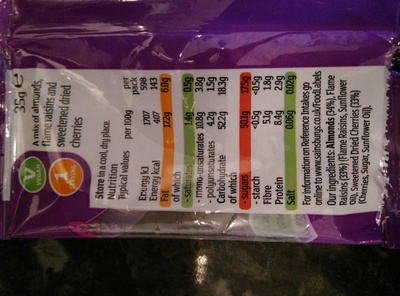 35g e
A mix of almonds,
flame raisins and
sweetened dried
cherries
VEGAN
Store in a cool, dry place.
Nutrition
Typical values per 100g per pack
Energy kJ 1707 598
Energy kcal 407 143
Fat 17.2g 6.0g
of which
- saturates 1.4g 0.5g
- mono-unsaturates 10.8g 3.8g
- polyunsaturates 4.2g 1.5g
Carbohydrate 52.2g 18.3g
of which
- sugars 50.1g 17.5g
- starch <0.5g <0.5g
Fibre 5.1g 1.8g
Protein 8.4g 2.9g
Salt 0.06g 0.02g
For information on Reference Intakes go
online to www.sainsburys.co.uk/FoodLabels
Our ingredients: Almonds (34%), Flame
Raisins (33%) (Flame Raisins, Sunflower
Oil), Sweetened Dried Cherries (33%)
(Cherries, Sugar, Sunflower Oil).